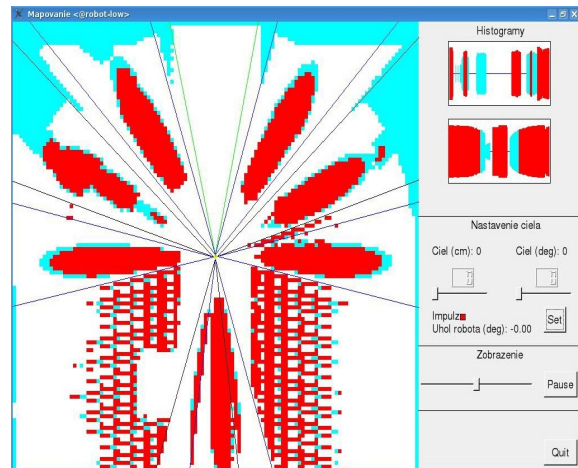 Mapovanie <@robot-low>
Histogramy
Nastavenie ciela
Ciel (cm): 0
Ciel (deg): 0
Impulz
Uhol robota (deg): -0.00
Set
Zobrazenie
Pause
Quit